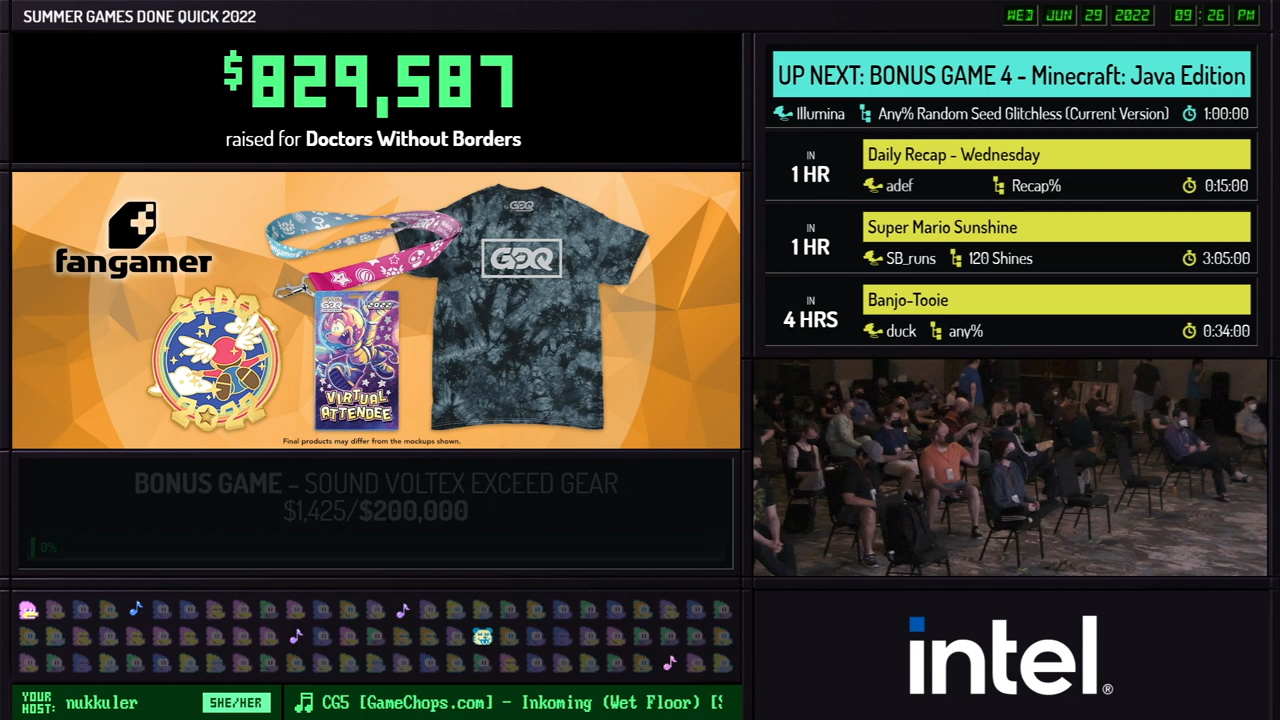 SUMMER GAMES DONE QUICK 2022
WED JUN 29 2022 09:26 PM
$829,587
raised for Doctors Without Borders
UP NEXT: BONUS GAME 4 - Minecraft: Java Edition
Illumina Any% Random Seed Glitchless (Current Version) 1:00:00
IN
1 HR
Daily Recap - Wednesday
adef Recap% 0:15:00
IN
1 HR
Super Mario Sunshine
SB_runs 120 Shines 3:05:00
IN
4 HRS
Banjo-Tooie
duck any% 0:34:00
fangamer
GDQ
GDQ
SGDQ
2022
GDQ 2022
VIRTUAL
ATTENDEE
Final products may differ from the mockups shown.
BONUS GAME - SOUND VOLTEX EXCEED GEAR
$1,425/$200,000
0%
YOUR
HOST: nukkuler SHE/HER
CG5 [GameChops.com] - Inkoming (Wet Floor) [S
intel®